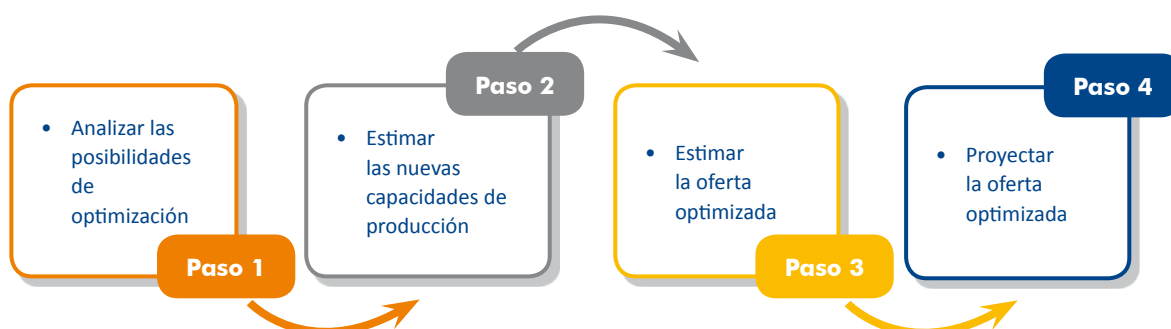 • Analizar las
posibilidades
de
optimización
Paso 1
Paso 2
• Estimar
las nuevas
capacidades de
producción
• Estimar
la oferta
optimizada
Paso 3
Paso 4
• Proyectar
la oferta
optimizada